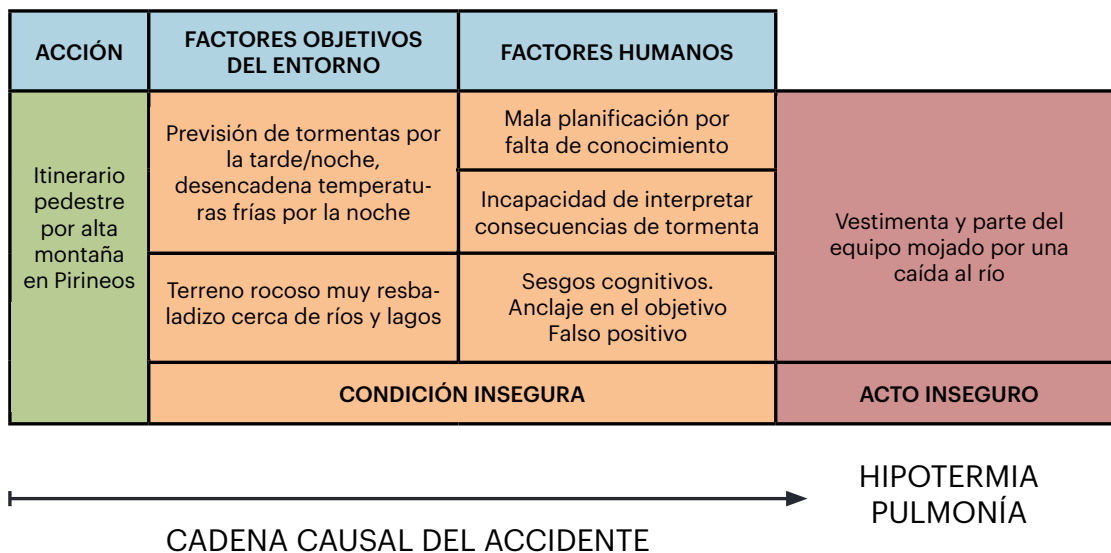 ACCIÓN
FACTORES OBJETIVOS
DEL ENTORNO
FACTORES HUMANOS
Itinerario
pedestre
por alta
montaña
en Pirineos
Previsión de tormentas por
la tarde/noche,
desencadena temperatu-
ras frías por la noche
Terreno rocoso muy resba-
ladizo cerca de ríos y lagos
Mala planificación por
falta de conocimiento
Incapacidad de interpretar
consecuencias de tormenta
Sesgos cognitivos.
Anclaje en el objetivo
Falso positivo
Vestimenta y parte del
equipo mojado por una
caída al río
CONDICIÓN INSEGURA
ACTO INSEGURO
HIPOTERMIA
PULMONÍA
CADENA CAUSAL DEL ACCIDENTE